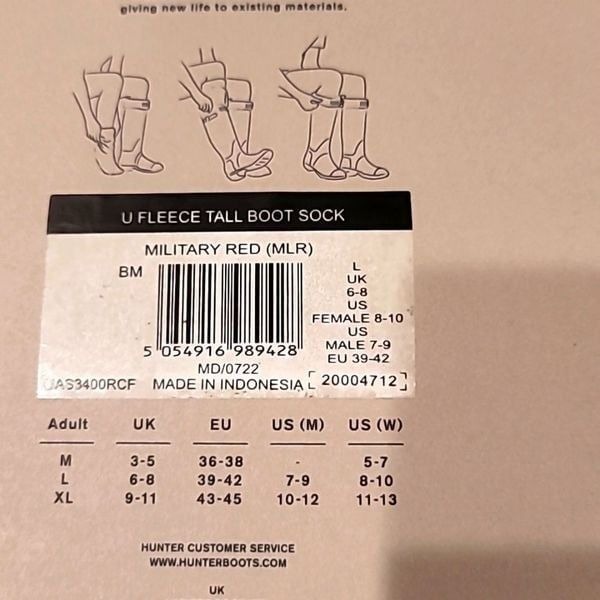 giving new life to existing materials.
U FLEECE TALL BOOT SOCK
MILITARY RED (MLR)
BM
L
UK
6-8
US
FEMALE 8-10
US
MALE 7-9
EU 39-42
5 054916 989428
MD/0722
UAS3400RCF MADE IN INDONESIA [ 20004712 ]
Adult UK EU US (M) US (W)
M 3-5 36-38 - 5-7
L 6-8 39-42 7-9 8-10
XL 9-11 43-45 10-12 11-13
HUNTER CUSTOMER SERVICE
WWW.HUNTERBOOTS.COM
UK